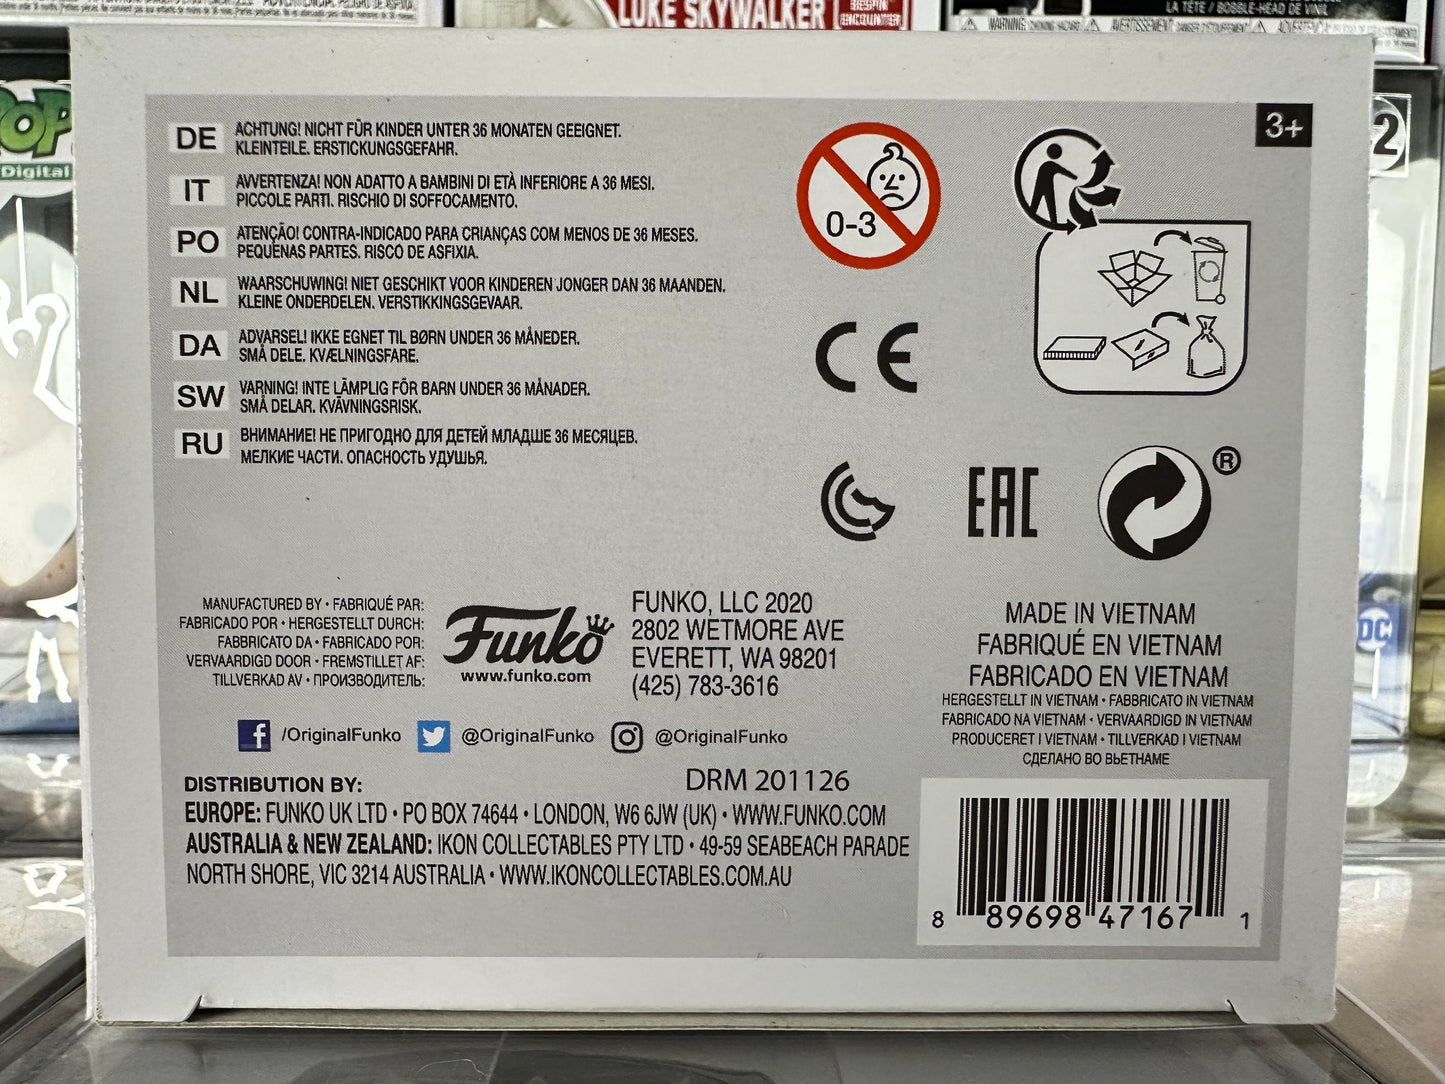 LUKE SKYWALKER
BESPIN
ENCOUNTER
LA TÊTE / BOBBLE-HEAD DE VINIL
POP
Digital
2
DC
3+
DE ACHTUNG! NICHT FÜR KINDER UNTER 36 MONATEN GEEIGNET.
KLEINTEILE. ERSTICKUNGSGEFAHR.
IT AVVERTENZA! NON ADATTO A BAMBINI DI ETÀ INFERIORE A 36 MESI.
PICCOLE PARTI. RISCHIO DI SOFFOCAMENTO.
PO ATENÇÃO! CONTRA-INDICADO PARA CRIANÇAS COM MENOS DE 36 MESES.
PEQUENAS PARTES. RISCO DE ASFIXIA.
NL WAARSCHUWING! NIET GESCHIKT VOOR KINDEREN JONGER DAN 36 MAANDEN.
KLEINE ONDERDELEN. VERSTIKKINGSGEVAAR.
DA ADVARSEL! IKKE EGNET TIL BØRN UNDER 36 MÅNEDER.
SMÅ DELE. KVÆLNINGSFARE.
SW VARNING! INTE LÄMPLIG FÖR BARN UNDER 36 MÅNADER.
SMÅ DELAR. KVÄVNINGSRISK.
RU ВНИМАНИЕ! НЕ ПРИГОДНО ДЛЯ ДЕТЕЙ МЛАДШЕ 36 МЕСЯЦЕВ.
МЕЛКИЕ ЧАСТИ. ОПАСНОСТЬ УДУШЬЯ.
0-3
CE
EAC
®
MANUFACTURED BY • FABRIQUÉ PAR:
FABRICADO POR • HERGESTELLT DURCH:
FABBRICATO DA • FABRICADO POR:
VERVAARDIGD DOOR • FREMSTILLET AF:
TILLVERKAD AV • ПРОИЗВОДИТЕЛЬ:
Funko
www.funko.com
FUNKO, LLC 2020
2802 WETMORE AVE
EVERETT, WA 98201
(425) 783-3616
MADE IN VIETNAM
FABRIQUÉ EN VIETNAM
FABRICADO EN VIETNAM
HERGESTELLT IN VIETNAM • FABBRICATO IN VIETNAM
FABRICADO NA VIETNAM • VERVAARDIGD IN VIETNAM
PRODUCERET I VIETNAM • TILLVERKAD I VIETNAM
СДЕЛАНО ВО ВЬЕТНАМЕ
f /OriginalFunko @OriginalFunko @OriginalFunko
DISTRIBUTION BY: DRM 201126
EUROPE: FUNKO UK LTD • PO BOX 74644 • LONDON, W6 6JW (UK) • WWW.FUNKO.COM
AUSTRALIA & NEW ZEALAND: IKON COLLECTABLES PTY LTD • 49-59 SEABEACH PARADE
NORTH SHORE, VIC 3214 AUSTRALIA • WWW.IKONCOLLECTABLES.COM.AU
8 89698 47167 1